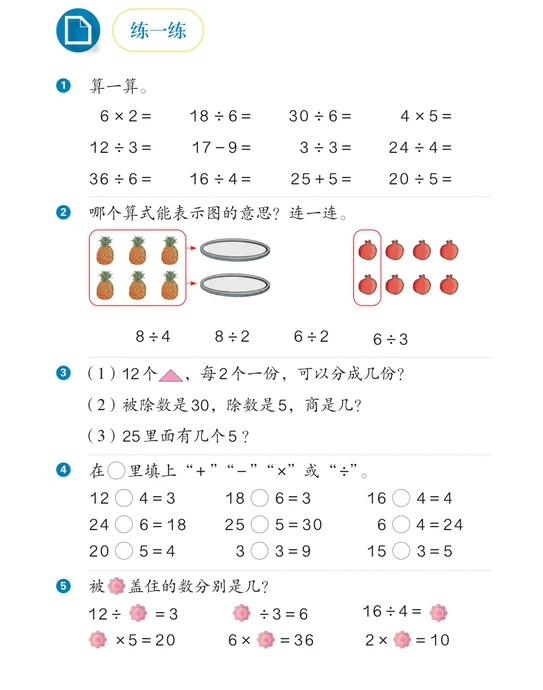 练一练
1 算一算。
6×2= 18÷6= 30÷6= 4×5=
12÷3= 17-9= 3÷3= 24÷4=
36÷6= 16÷4= 25+5= 20÷5=
2 哪个算式能表示图的意思？连一连。
8÷4 8÷2 6÷2 6÷3
3 (1) 12个，每2个一份，可以分成几份？
(2) 被除数是30，除数是5，商是几？
(3) 25里面有几个5？
4 在○里填上“+”“-”“×”或“÷”。
12○4=3 18○6=3 16○4=4
24○6=18 25○5=30 6○4=24
20○5=4 3○3=9 15○3=5
5 被盖住的数分别是几？
12÷ =3 ÷3=6 16÷4=
×5=20 6× =36 2× =10